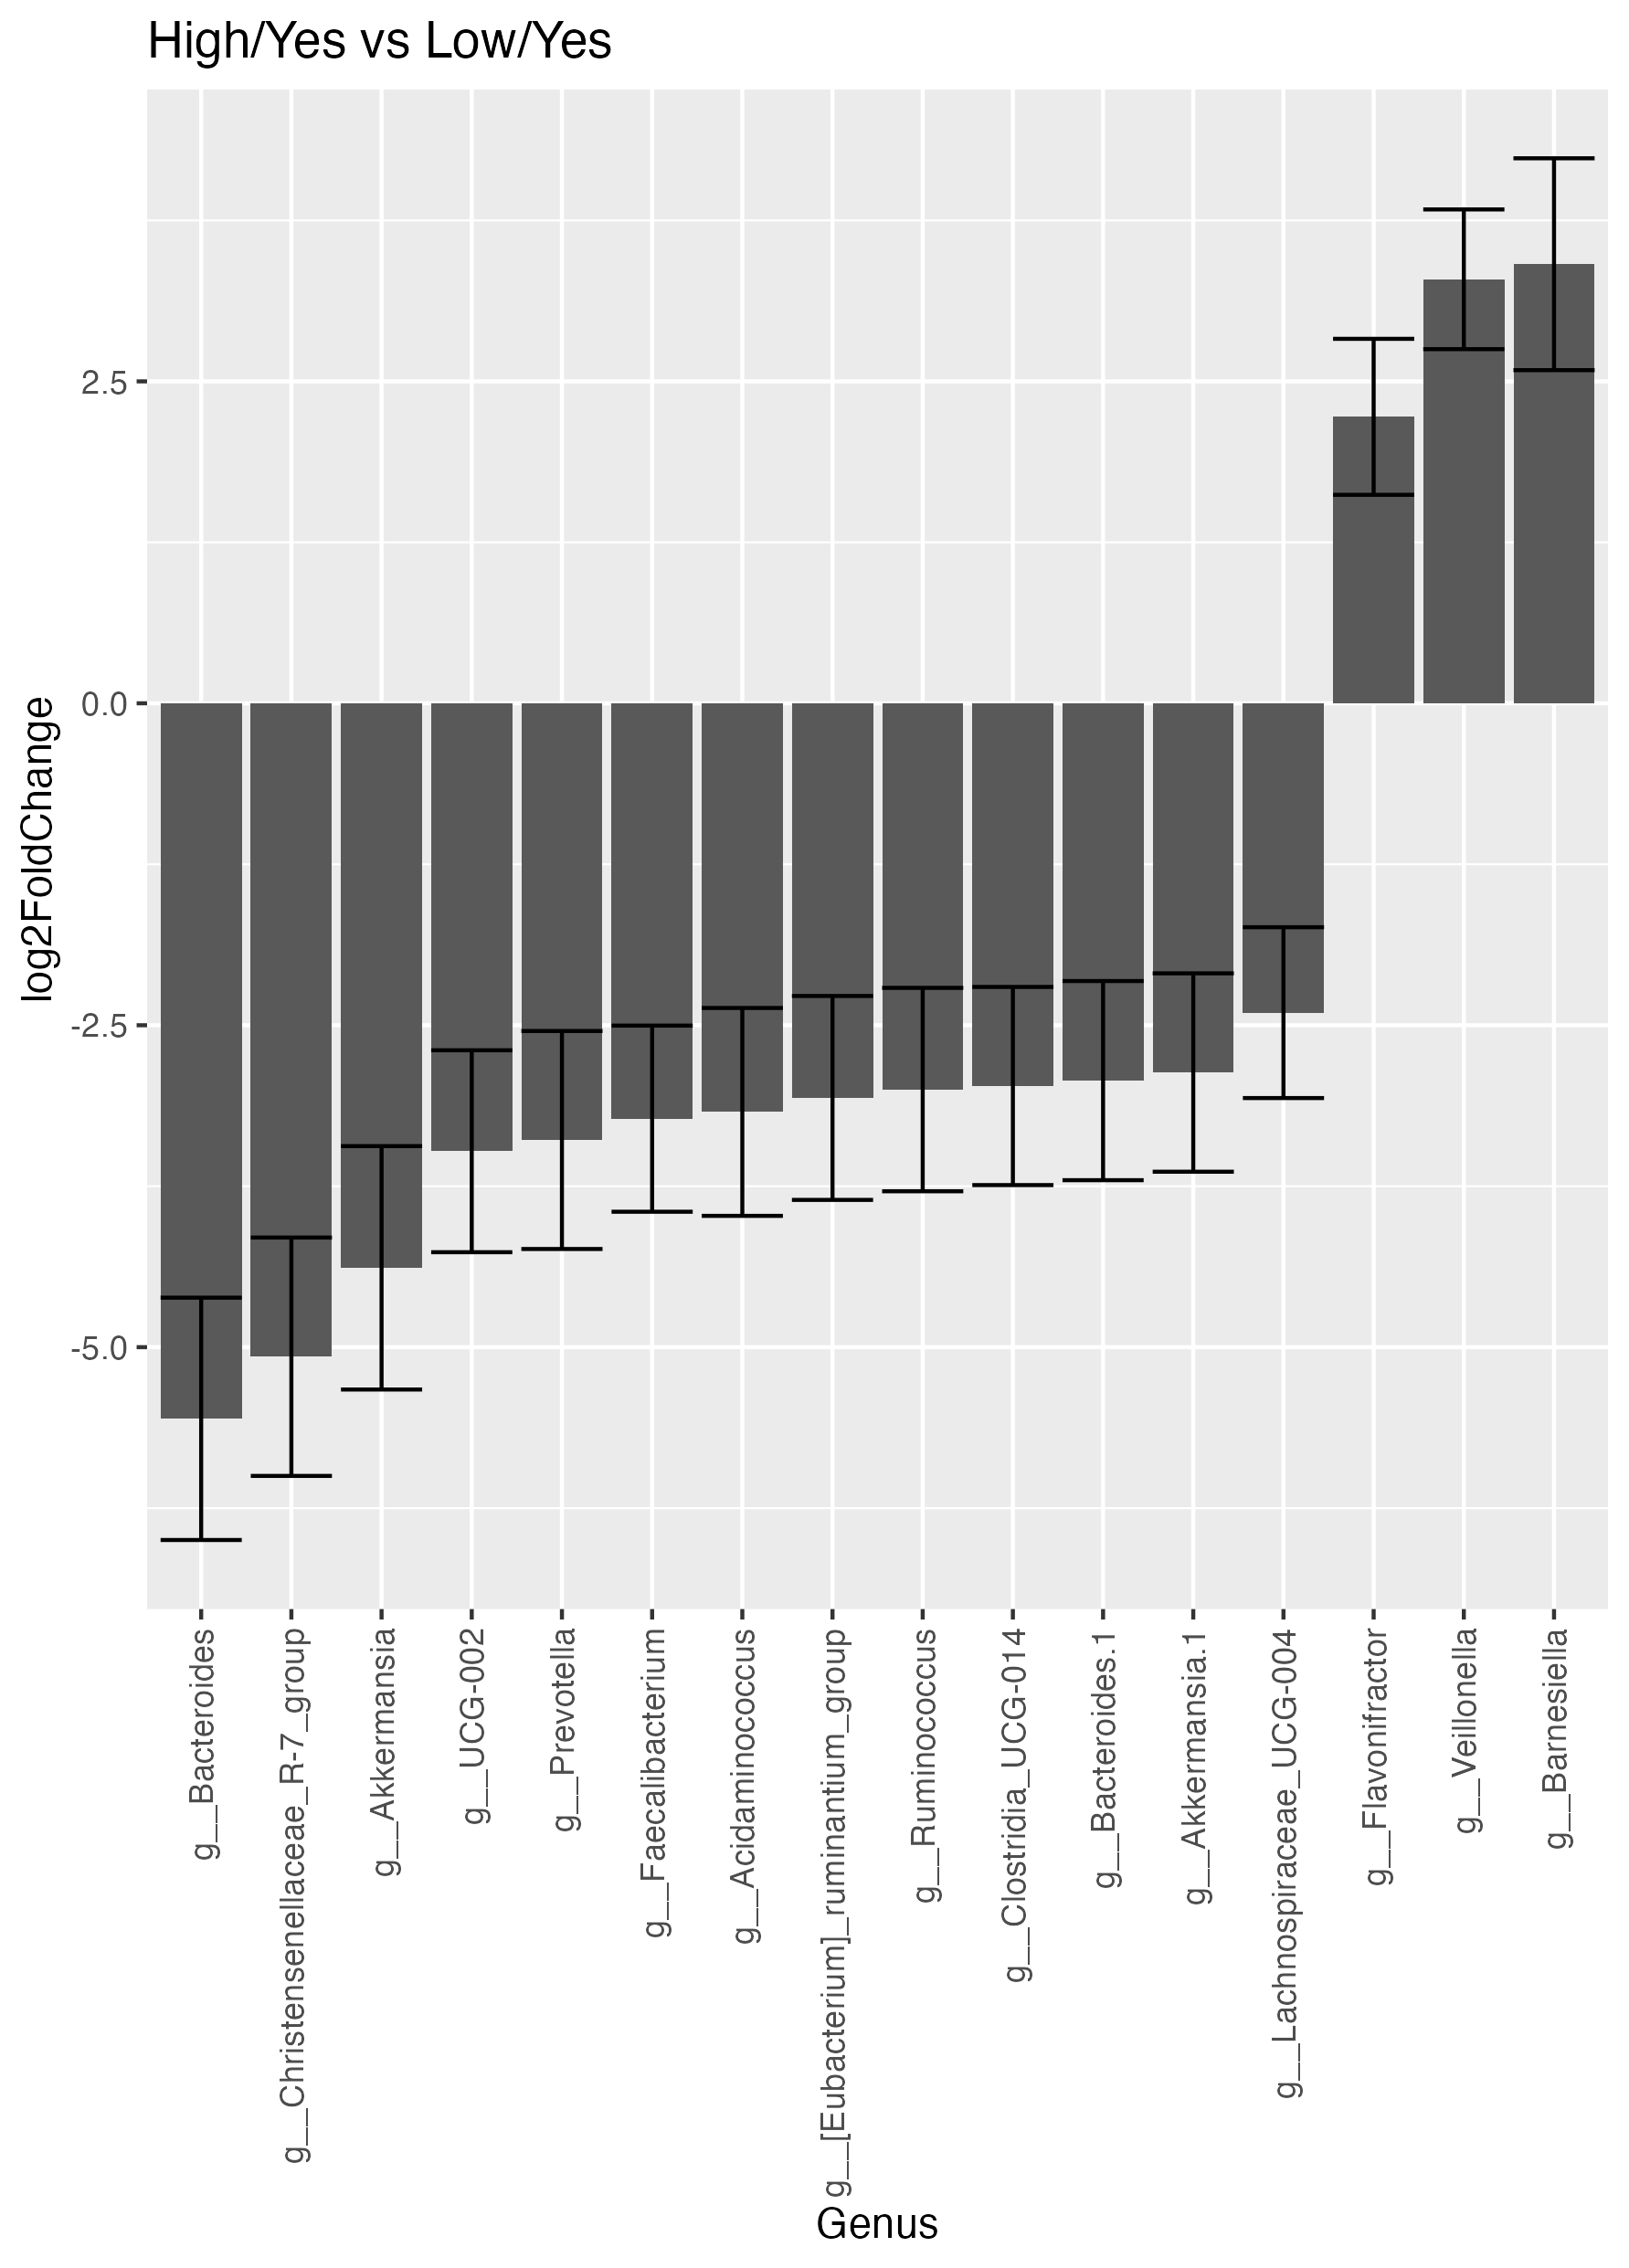 High/Yes vs Low/Yes
log2FoldChange
2.5
0.0
-2.5
-5.0
g__Bacteroides
g__Christensenellaceae_R-7_group
g__Akkermansia
g__UCG-002
g__Prevotella
g__Faecalibacterium
g__Acidaminococcus
g__[Eubacterium]_ruminantium_group
g__Ruminococcus
g__Clostridia_UCG-014
g__Bacteroides.1
g__Akkermansia.1
g__Lachnospiraceae_UCG-004
g__Flavonifractor
g__Veillonella
g__Barnesiella
Genus